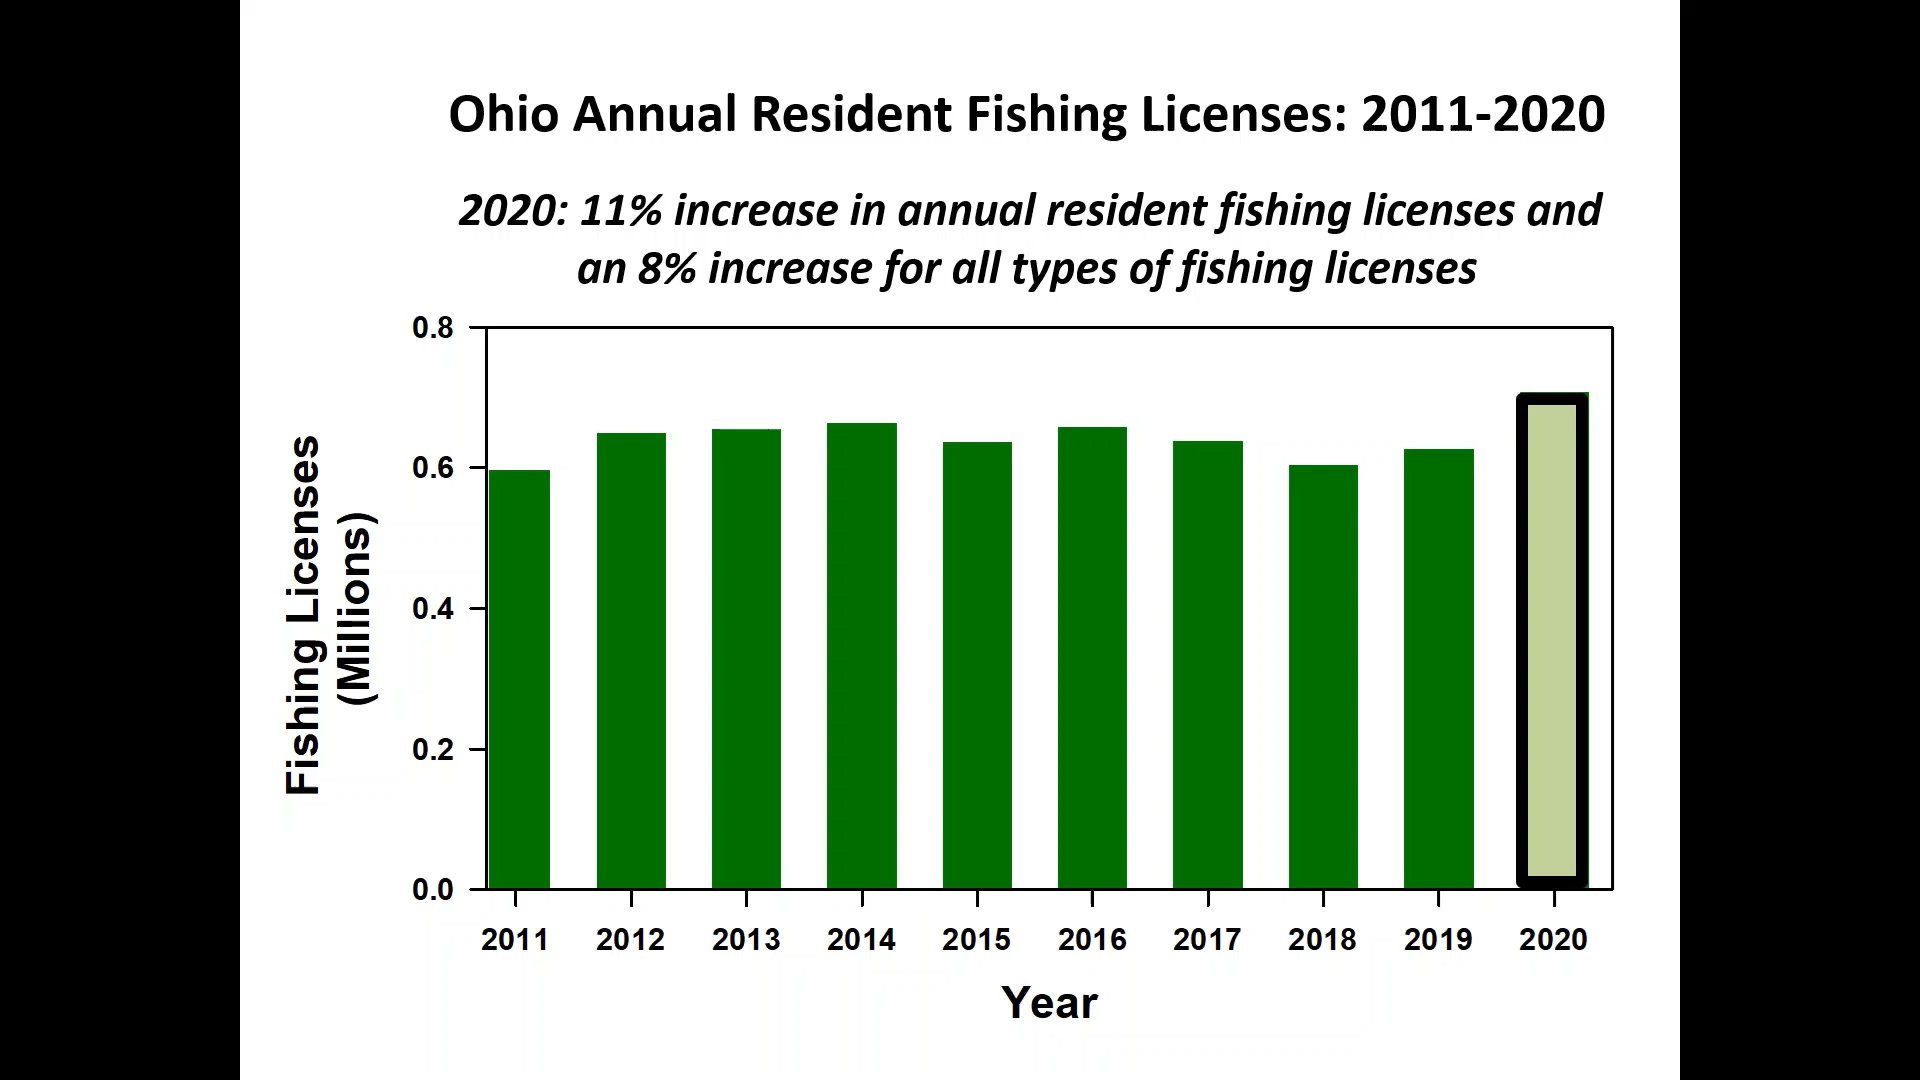 Ohio Annual Resident Fishing Licenses: 2011-2020
2020: 11% increase in annual resident fishing licenses and
an 8% increase for all types of fishing licenses
Fishing Licenses
(Millions)
0.8
0.6
0.4
0.2
0.0
2011 2012 2013 2014 2015 2016 2017 2018 2019 2020
Year